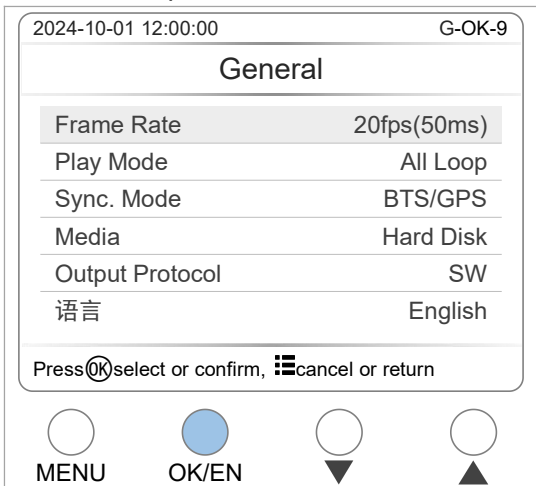 2024-10-01 12:00:00 G-OK-9
General
Frame Rate 20fps(50ms)
Play Mode All Loop
Sync. Mode BTS/GPS
Media Hard Disk
Output Protocol SW
语言 English
Press OK select or confirm, cancel or return
MENU OK/EN ▼ ▲